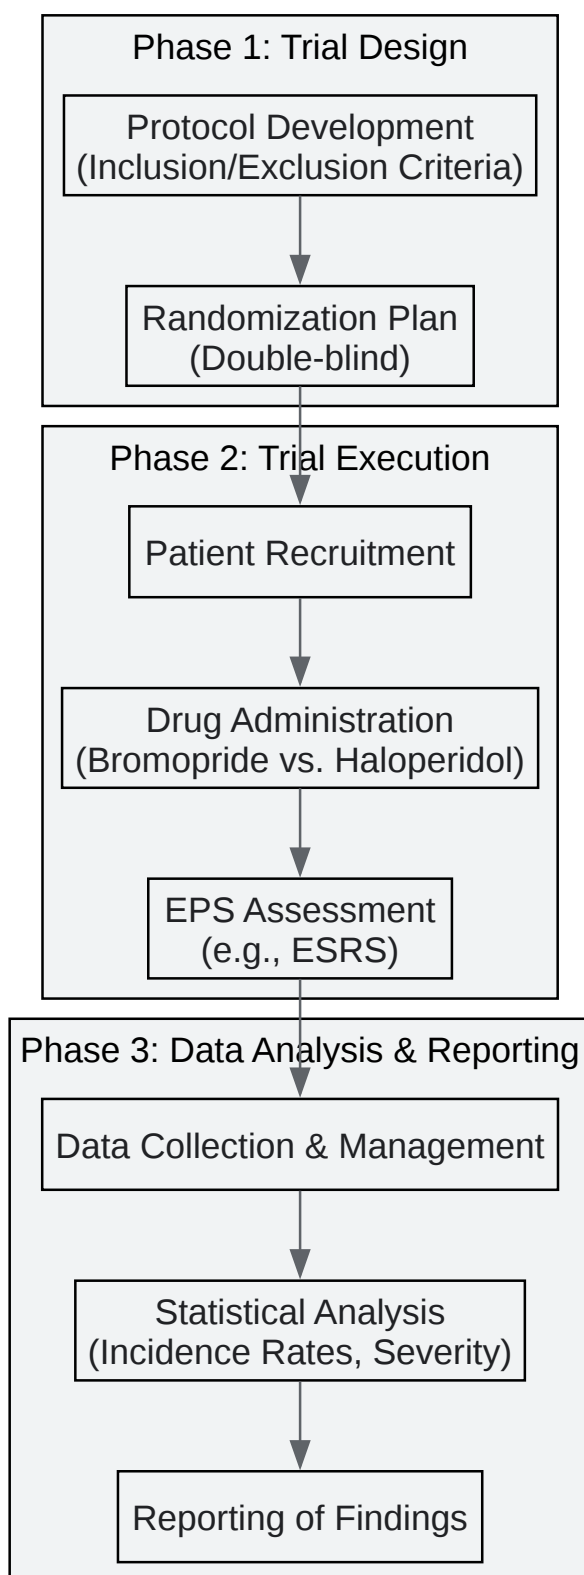 Phase 1: Trial Design
Protocol Development
(Inclusion/Exclusion Criteria)
Randomization Plan
(Double-blind)
Phase 2: Trial Execution
Patient Recruitment
Drug Administration
(Bromopride vs. Haloperidol)
EPS Assessment
(e.g., ESRS)
Phase 3: Data Analysis & Reporting
Data Collection & Management
Statistical Analysis
(Incidence Rates, Severity)
Reporting of Findings